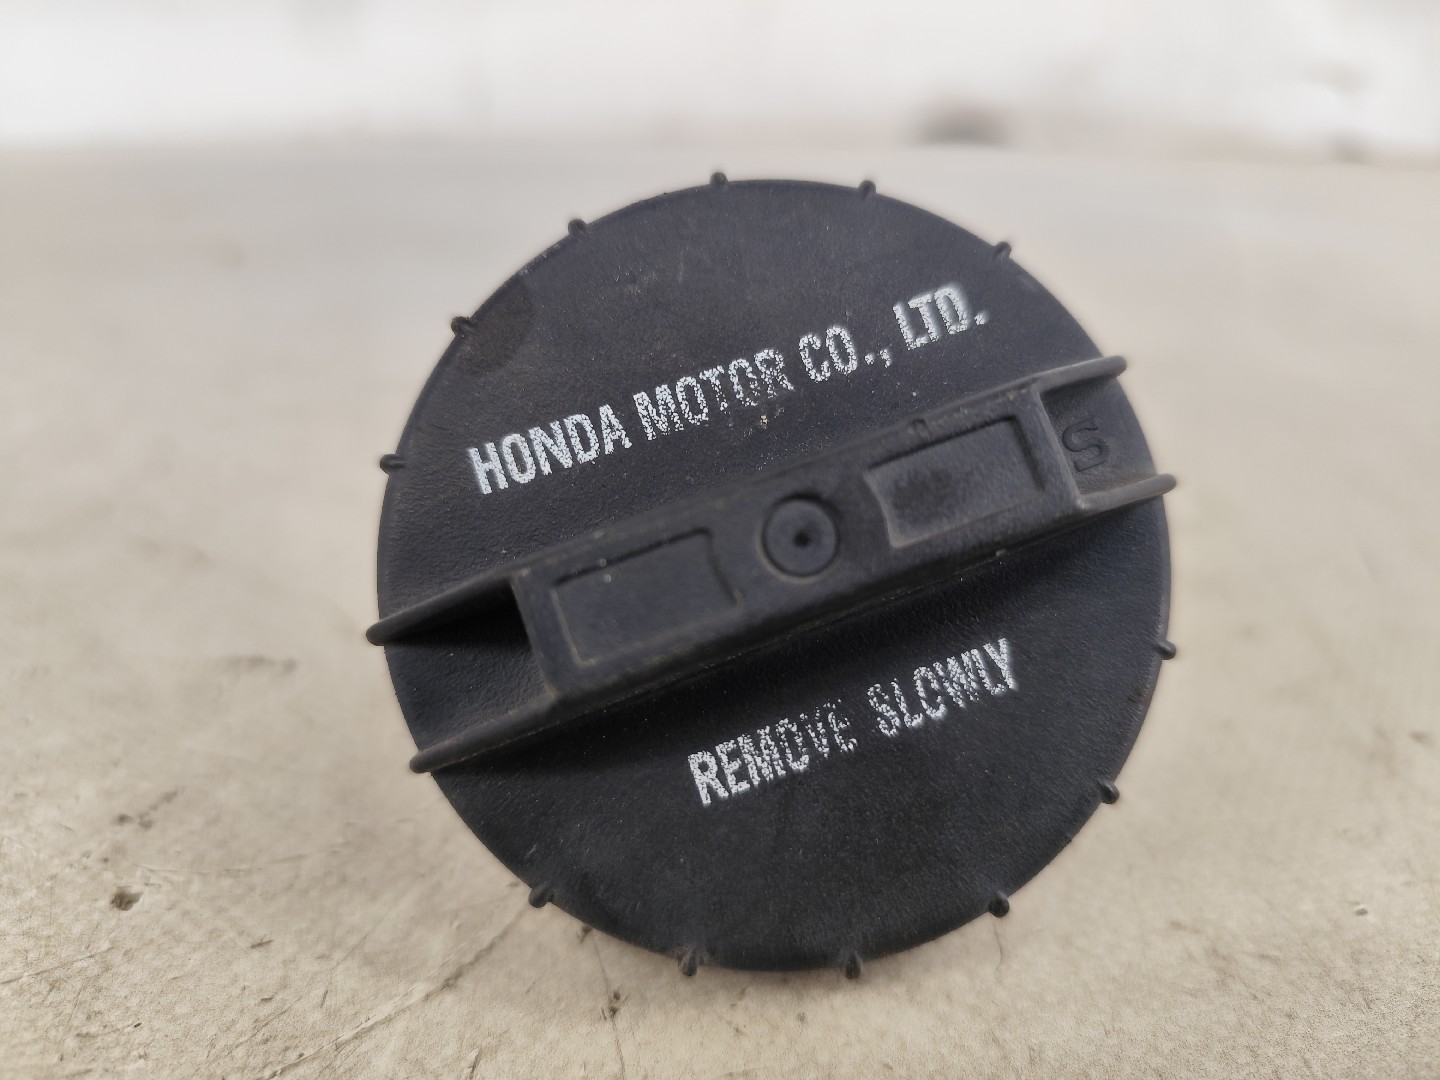 HONDA MOTOR CO., LTD.
S
REMOVE SLOWLY